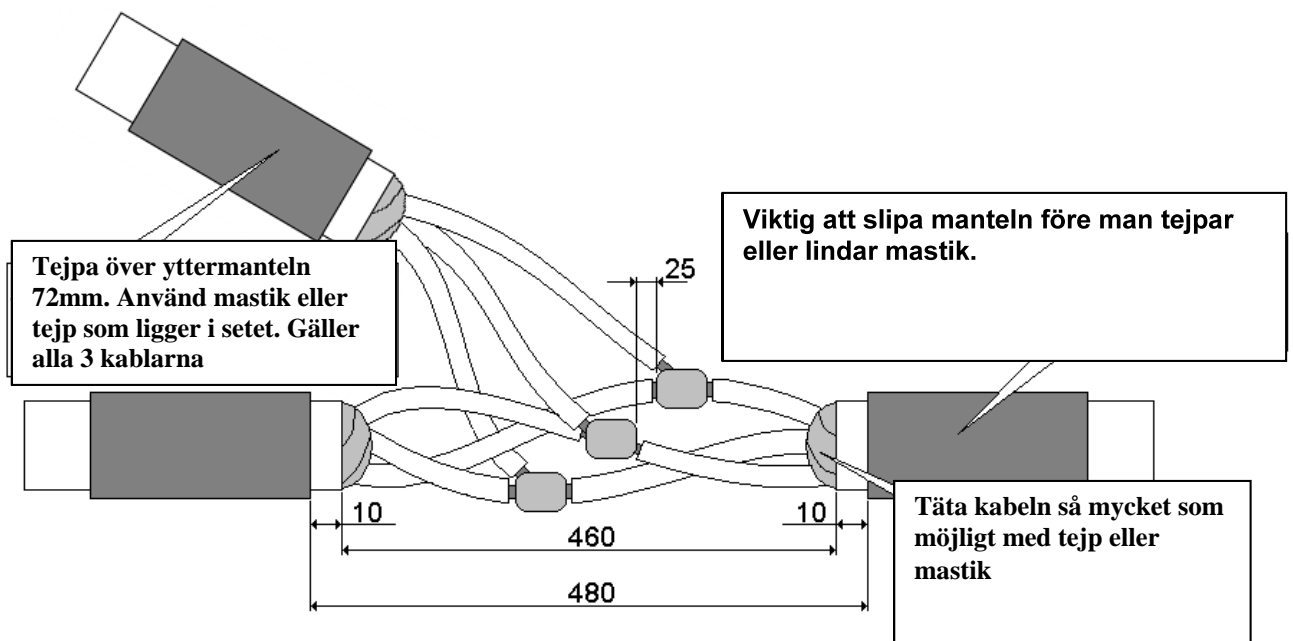 Viktig att slipa manteln före man tejpar
eller lindar mastik.
Tejpa över yttermanteln
72mm. Använd mastik eller
tejp som ligger i setet. Gäller
alla 3 kablarna
25
Täta kabeln så mycket som
möjligt med tejp eller
mastik
10
10
460
480